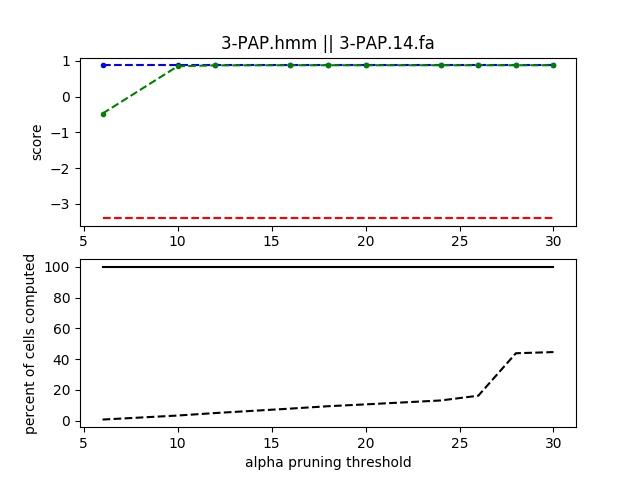 3-PAP.hmm || 3-PAP.14.fa
1
0
−1
−2
−3
score
5 10 15 20 25 30
100
80
60
40
20
0
percent of cells computed
5 10 15 20 25 30
alpha pruning threshold